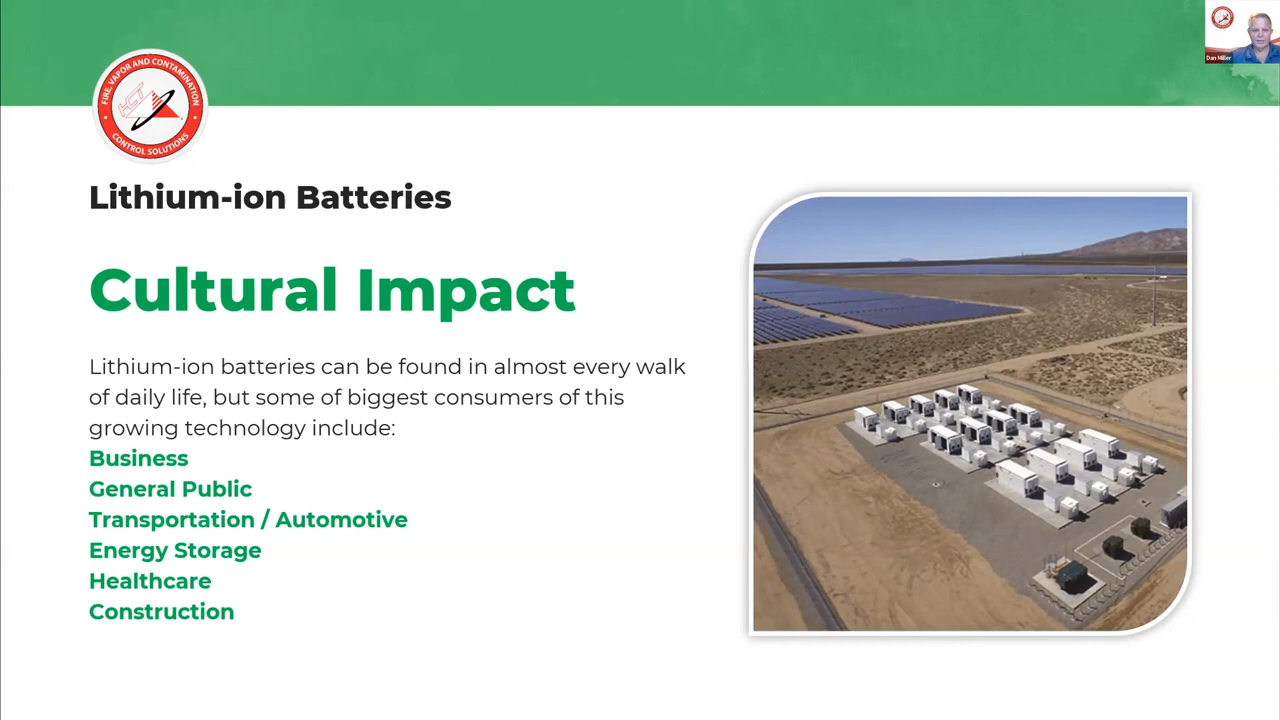 FIRE, VAPOR AND CONTAMINATION
HCT
CONTROL SOLUTIONS
Dan Miller
Lithium-ion Batteries
Cultural Impact
Lithium-ion batteries can be found in almost every walk
of daily life, but some of biggest consumers of this
growing technology include:
Business
General Public
Transportation / Automotive
Energy Storage
Healthcare
Construction